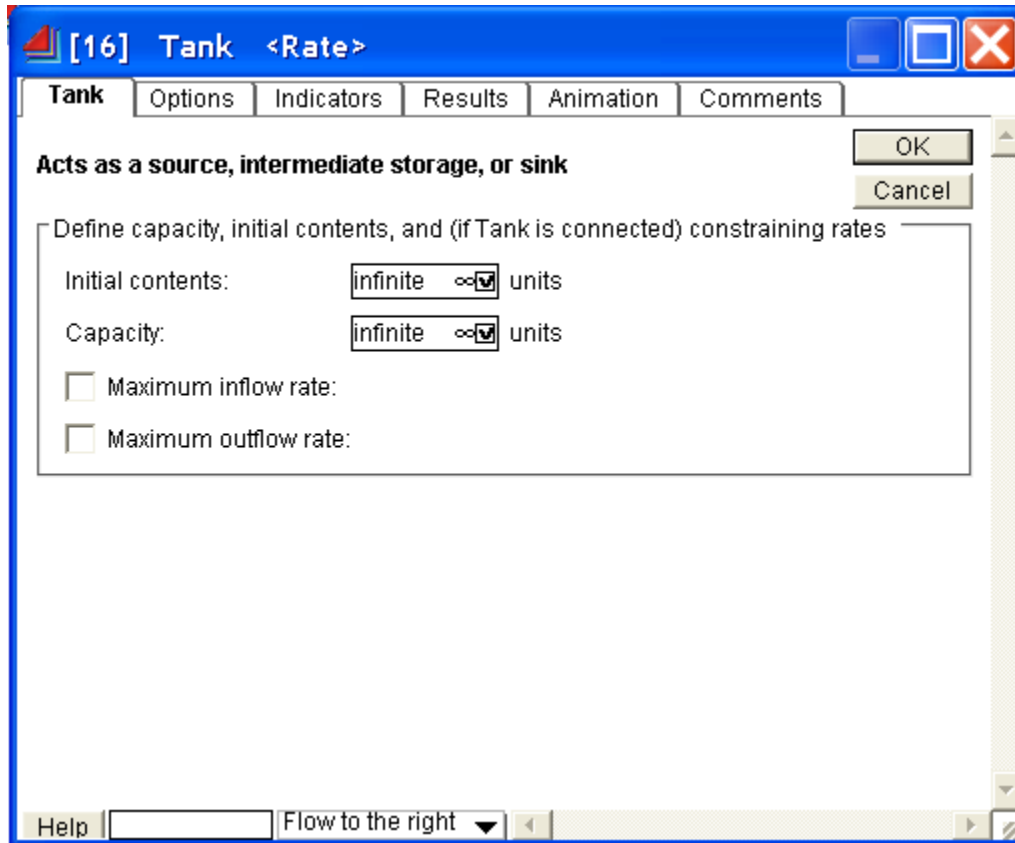 [16] Tank <Rate>
Tank Options Indicators Results Animation Comments
OK
Acts as a source, intermediate storage, or sink
Cancel
Define capacity, initial contents, and (if Tank is connected) constraining rates
Initial contents: infinite ∞ units
Capacity: infinite ∞ units
Maximum inflow rate:
Maximum outflow rate:
Help Flow to the right